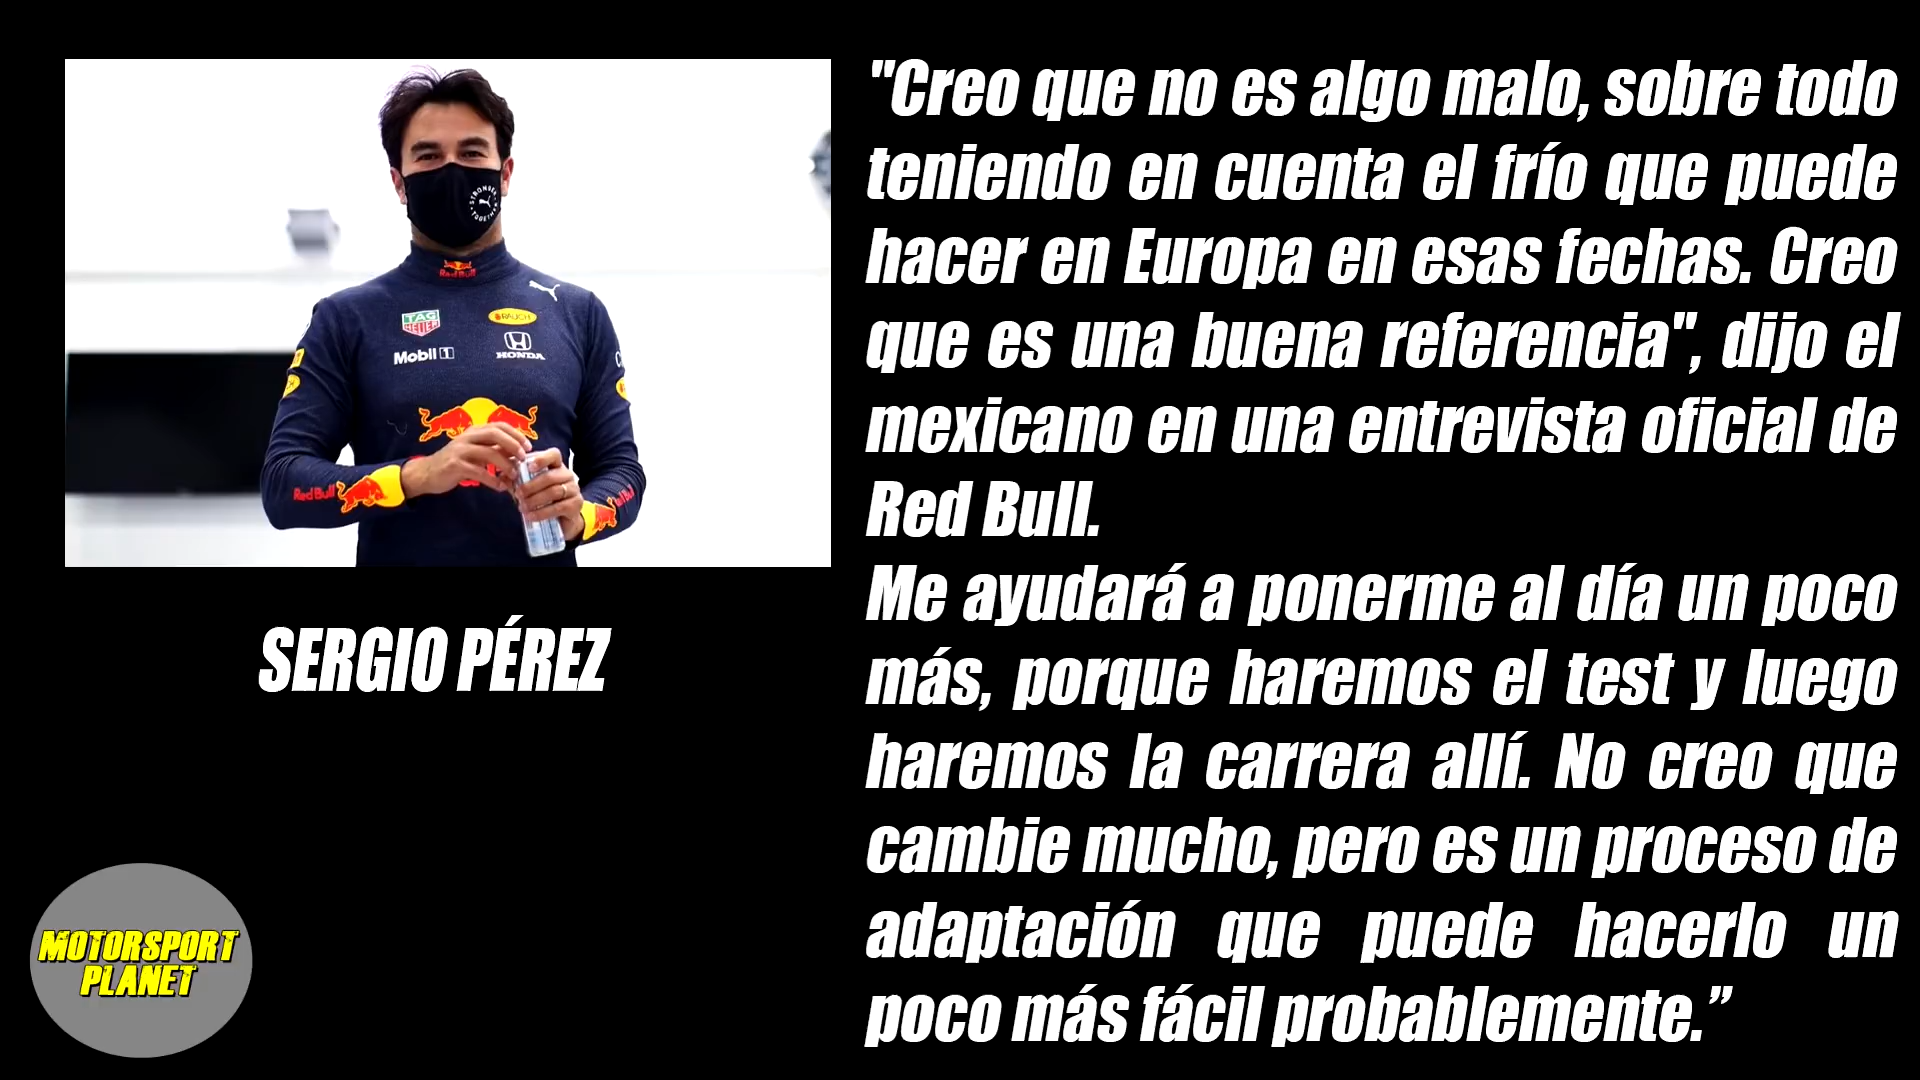 "Creo que no es algo malo, sobre todo
teniendo en cuenta el frío que puede
hacer en Europa en esas fechas. Creo
que es una buena referencia", dijo el
mexicano en una entrevista oficial de
Red Bull.
Me ayudará a ponerme al día un poco
más, porque haremos el test y luego
haremos la carrera allí. No creo que
cambie mucho, pero es un proceso de
adaptación que puede hacerlo un
poco más fácil probablemente.”
SERGIO PÉREZ
MOTORSPORT
PLANET
STRONGER
TOGETHER
Red Bull
TAG
HEUER
RAUCH
Mobil 1
HONDA
Red Bull
Red Bull